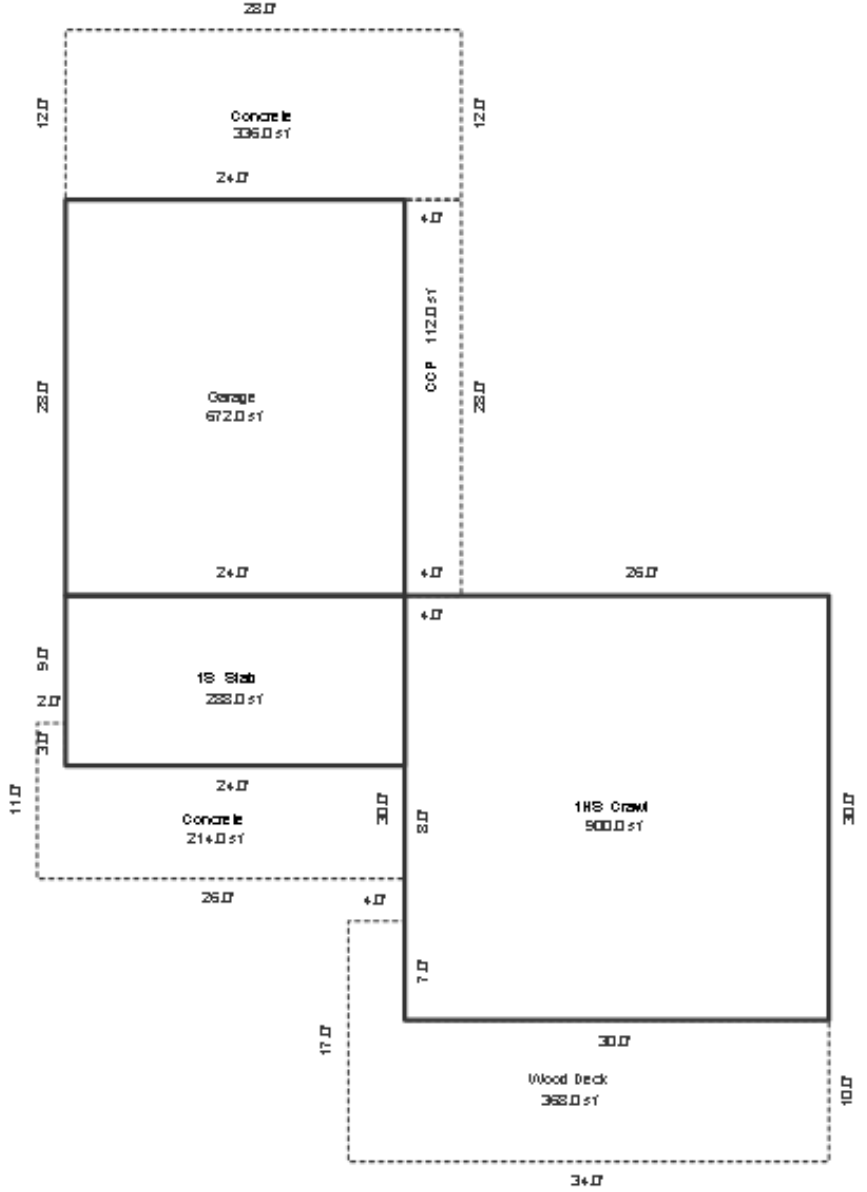 28.0'
12.0'
12.0'
Concrete
336.0 sf
24.0'
4.0'
CCP 112.0 sf
28.0'
28.0'
Garage
672.0 sf
24.0'
4.0'
26.0'
4.0'
9.0'
1S Slab
288.0 sf
2.0'
3.0'
24.0'
11.0'
30.0'
Concrete
214.0 sf
8.0'
1HS Crawl
900.0 sf
30.0'
26.0'
4.0'
7.0'
17.0'
30.0'
Wood Deck
368.0 sf
10.0'
34.0'